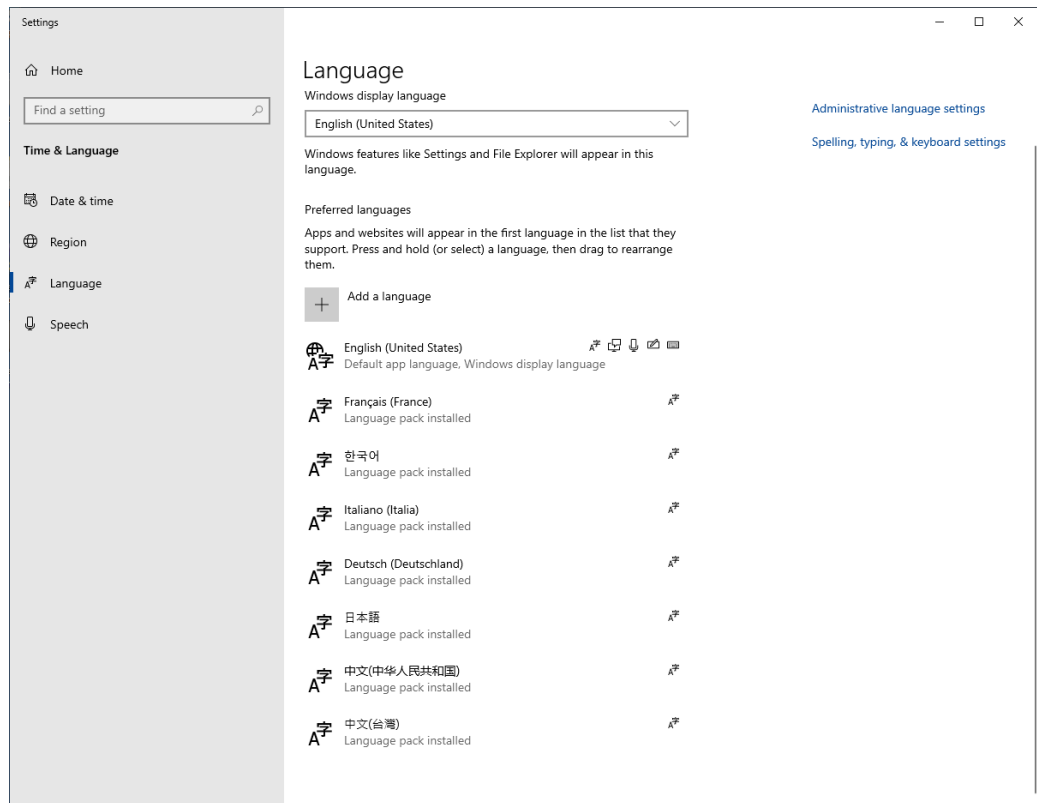 Settings
Home
Find a setting
Time & Language
Date & time
Region
Language
Speech
Language
Windows display language
English (United States)
Windows features like Settings and File Explorer will appear in this
language.
Preferred languages
Apps and websites will appear in the first language in the list that they
support. Press and hold (or select) a language, then drag to rearrange
them.
Add a language
English (United States)
Default app language, Windows display language
Français (France)
Language pack installed
한국어
Language pack installed
Italiano (Italia)
Language pack installed
Deutsch (Deutschland)
Language pack installed
日本語
Language pack installed
中文(中华人民共和国)
Language pack installed
中文(台灣)
Language pack installed
Administrative language settings
Spelling, typing, & keyboard settings